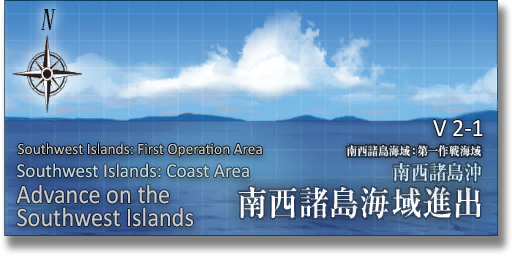 N
V 2-1
Southwest Islands: First Operation Area
南西諸島海域:第一作戦海域
Southwest Islands: Coast Area
南西諸島沖
Advance on the
Southwest Islands
南西諸島海域進出